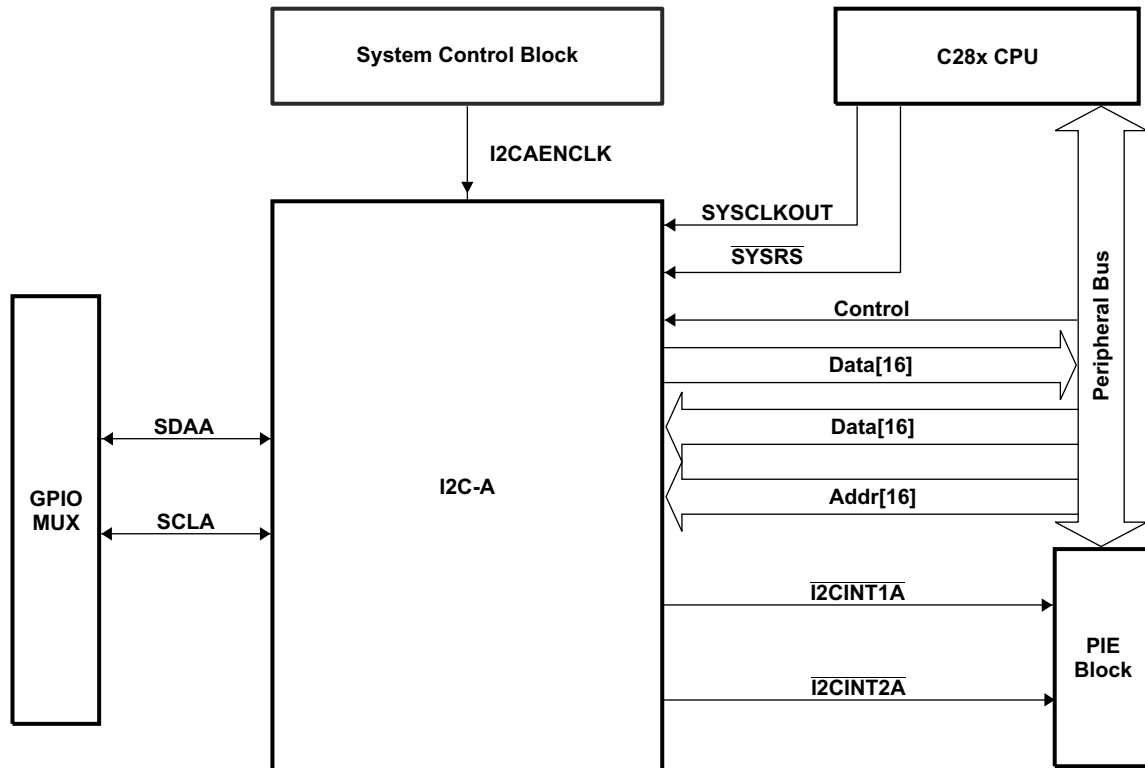 System Control Block
C28x CPU
I2CAENCLK
SYSCLKOUT
SYSRS
Control
Data[16]
Data[16]
Addr[16]
Peripheral Bus
SDAA
SCLA
GPIO
MUX
I2C-A
I2CINT1A
I2CINT2A
PIE
Block